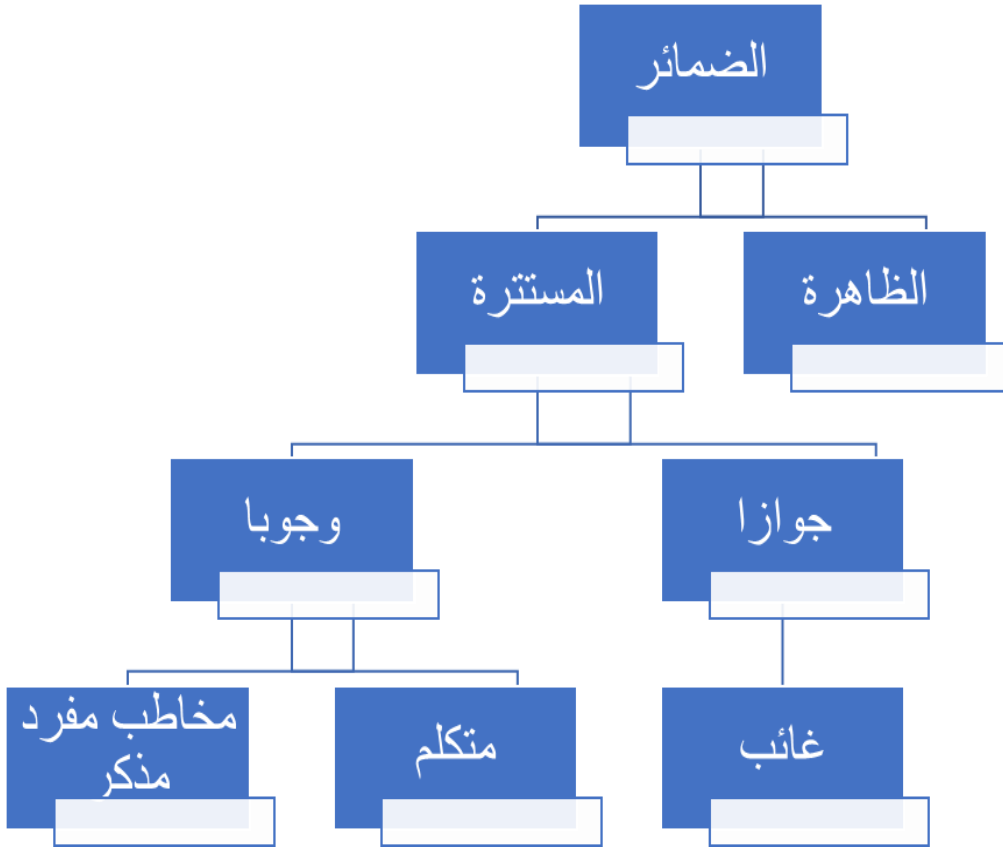 الضمائر
الظاهرة
المستترة
جوازا
وجوبا
غائب
متكلم
مخاطب مفرد
مذكر